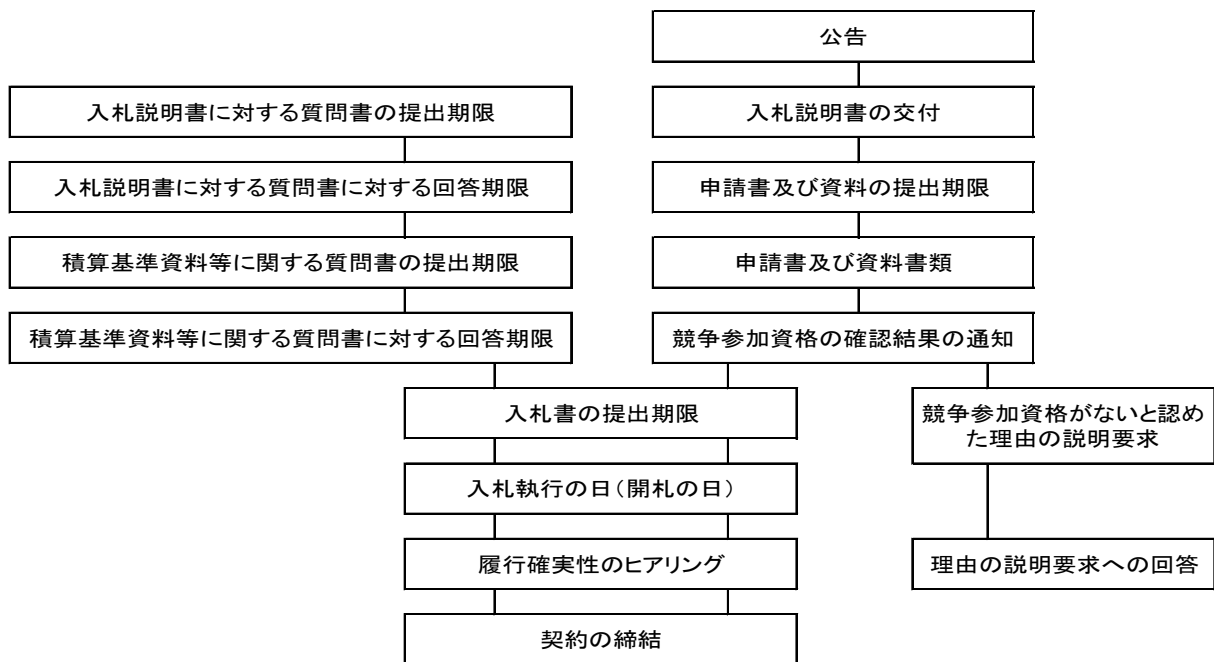 公告
入札説明書に対する質問書の提出期限
入札説明書の交付
入札説明書に対する質問書に対する回答期限
申請書及び資料の提出期限
積算基準資料等に関する質問書の提出期限
申請書及び資料書類
積算基準資料等に関する質問書に対する回答期限
競争参加資格の確認結果の通知
入札書の提出期限
競争参加資格がないと認め
た理由の説明要求
入札執行の日(開札の日)
履行確実性のヒアリング
理由の説明要求への回答
契約の締結